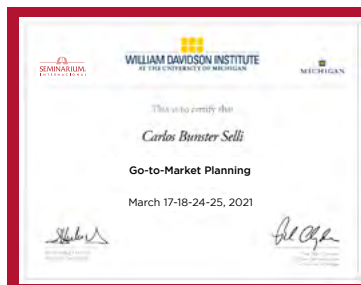 SEMINARIUM
INTERNACIONAL
WILLIAM DAVIDSON INSTITUTE
AT THE UNIVERSITY OF MICHIGAN
MICHIGAN
This is to certify that
Carlos Bunster Selli
Go-to-Market Planning
March 17-18-24-25, 2021